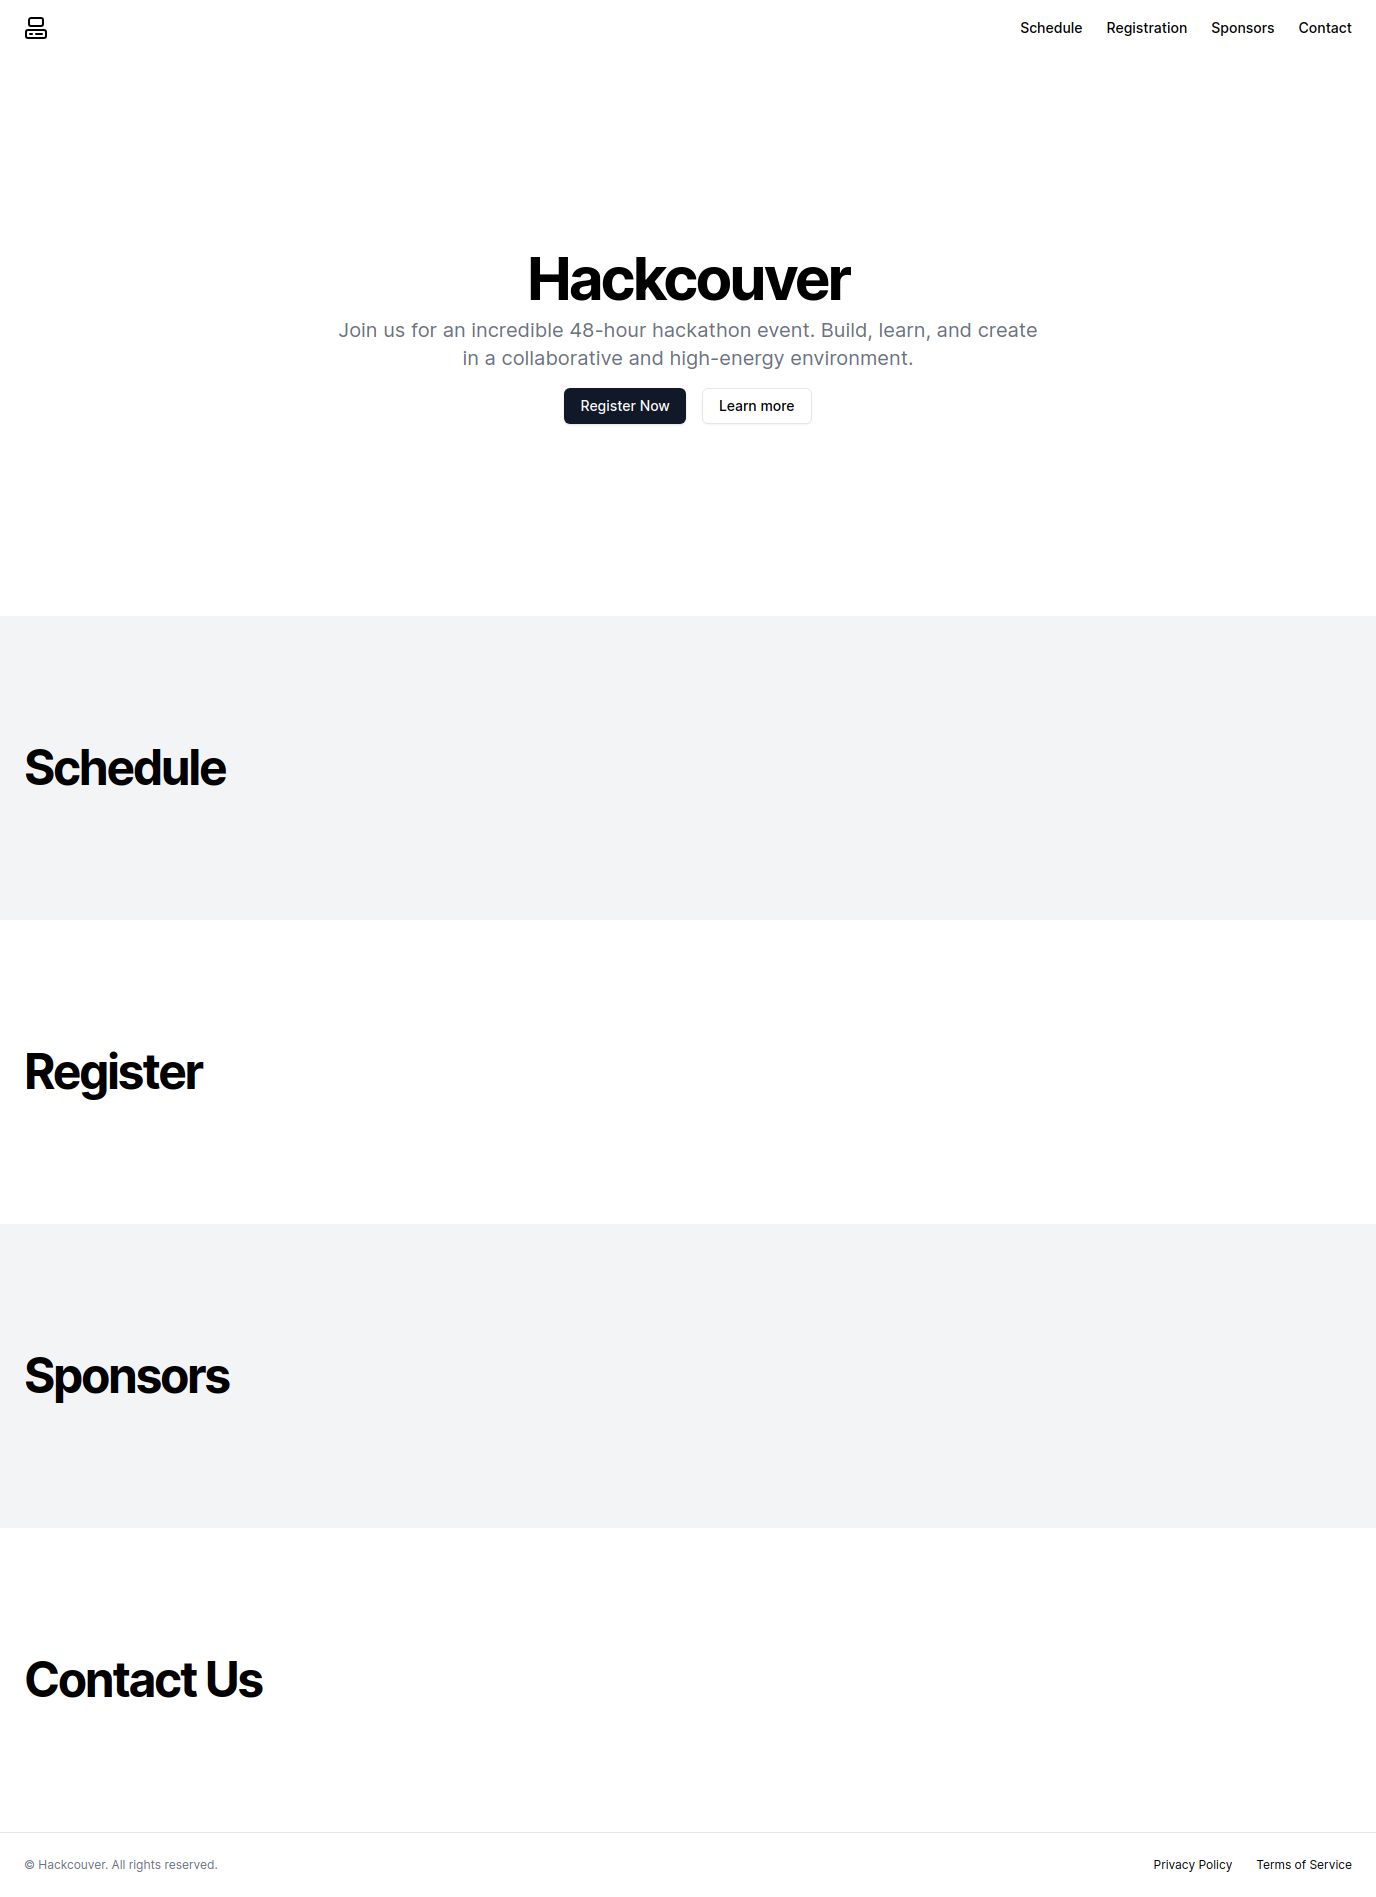 Schedule Registration Sponsors Contact
Hackcouver
Join us for an incredible 48-hour hackathon event. Build, learn, and create
in a collaborative and high-energy environment.
Register Now Learn more
Schedule
Register
Sponsors
Contact Us
© Hackcouver. All rights reserved. Privacy Policy Terms of Service